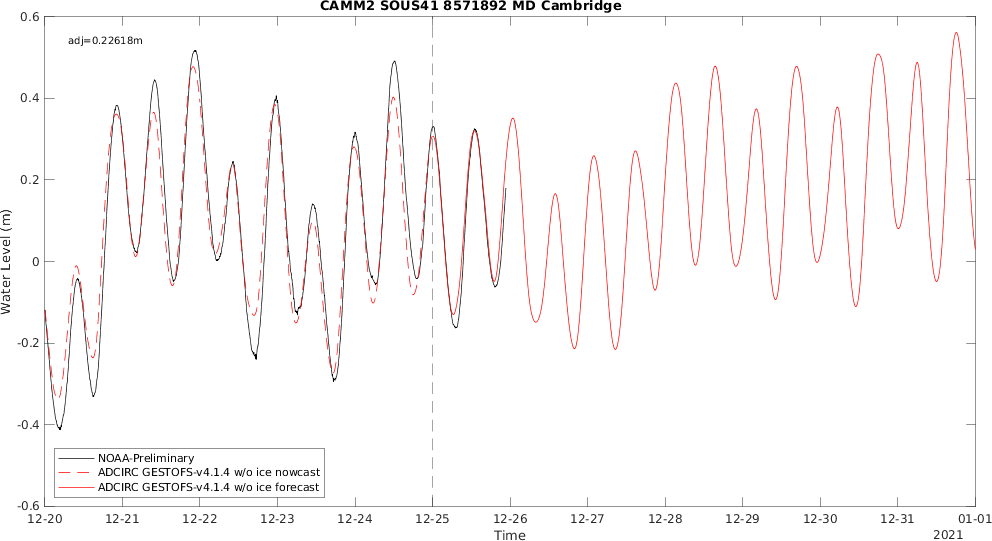 CAMM2 SOUS41 8571892 MD Cambridge
adj=0.22618m
0.6
0.4
0.2
0
-0.2
-0.4
-0.6
Water Level (m)
NOAA-Preliminary
ADCIRC GESTOFS-v4.1.4 w/o ice nowcast
ADCIRC GESTOFS-v4.1.4 w/o ice forecast
12-20 12-21 12-22 12-23 12-24 12-25 12-26 12-27 12-28 12-29 12-30 12-31 01-01
Time
2021